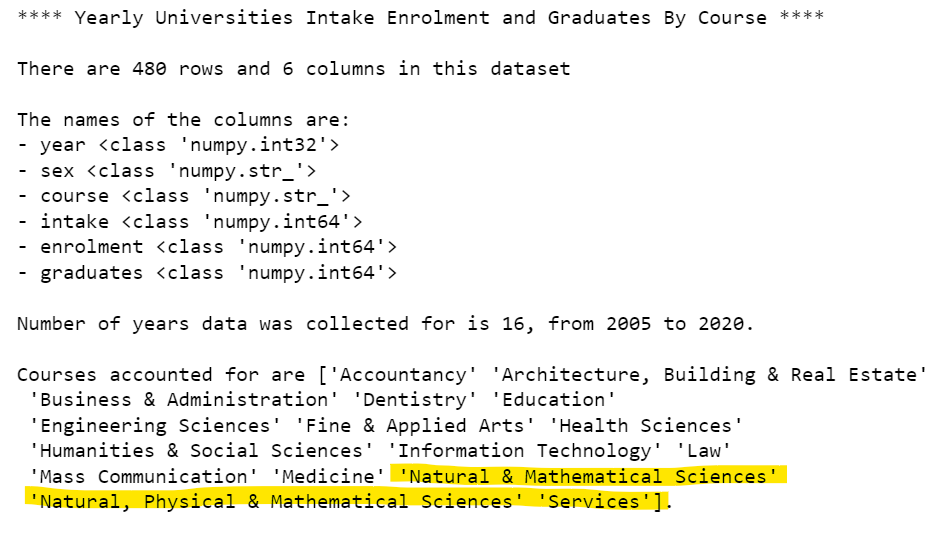 **** Yearly Universities Intake Enrolment and Graduates By Course ****
There are 480 rows and 6 columns in this dataset
The names of the columns are:
- year <class 'numpy.int32'>
- sex <class 'numpy.str_'>
- course <class 'numpy.str_'>
- intake <class 'numpy.int64'>
- enrolment <class 'numpy.int64'>
- graduates <class 'numpy.int64'>
Number of years data was collected for is 16, from 2005 to 2020.
Courses accounted for are ['Accountancy' 'Architecture, Building & Real Estate'
'Business & Administration' 'Dentistry' 'Education'
'Engineering Sciences' 'Fine & Applied Arts' 'Health Sciences'
'Humanities & Social Sciences' 'Information Technology' 'Law'
'Mass Communication' 'Medicine' 'Natural & Mathematical Sciences'
'Natural, Physical & Mathematical Sciences' 'Services'].